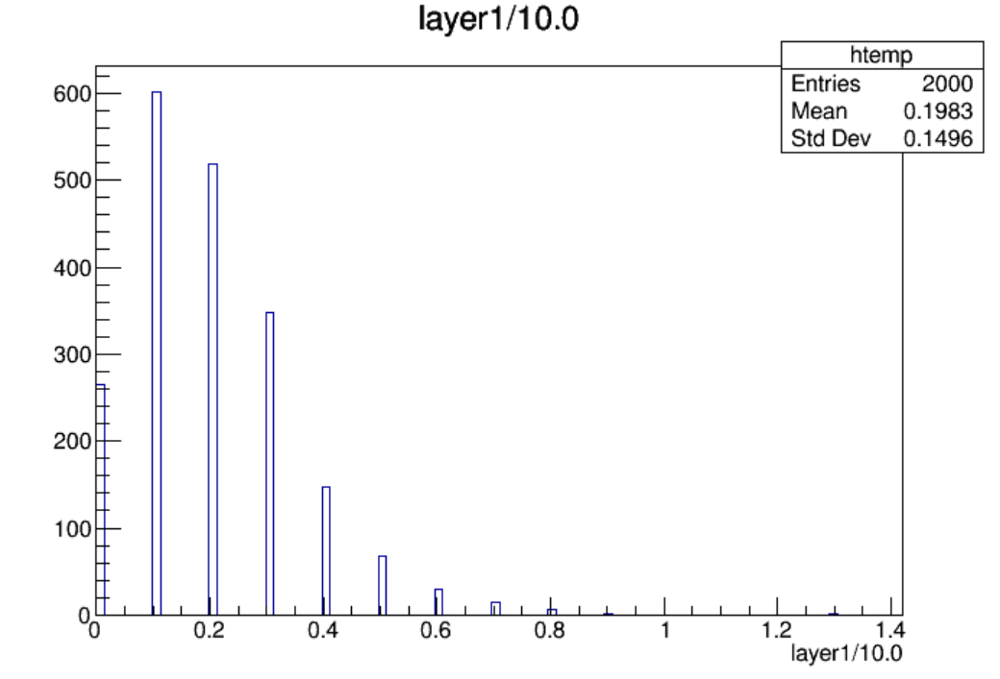 layer1/10.0
htemp
Entries 2000
Mean 0.1983
Std Dev 0.1496
600
500
400
300
200
100
0
0 0.2 0.4 0.6 0.8 1 1.2 1.4
layer1/10.0